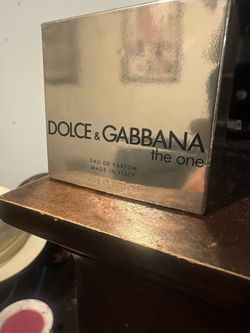 DOLCE & GABBANA
the one
EAU DE PARFUM
MADE IN ITALY